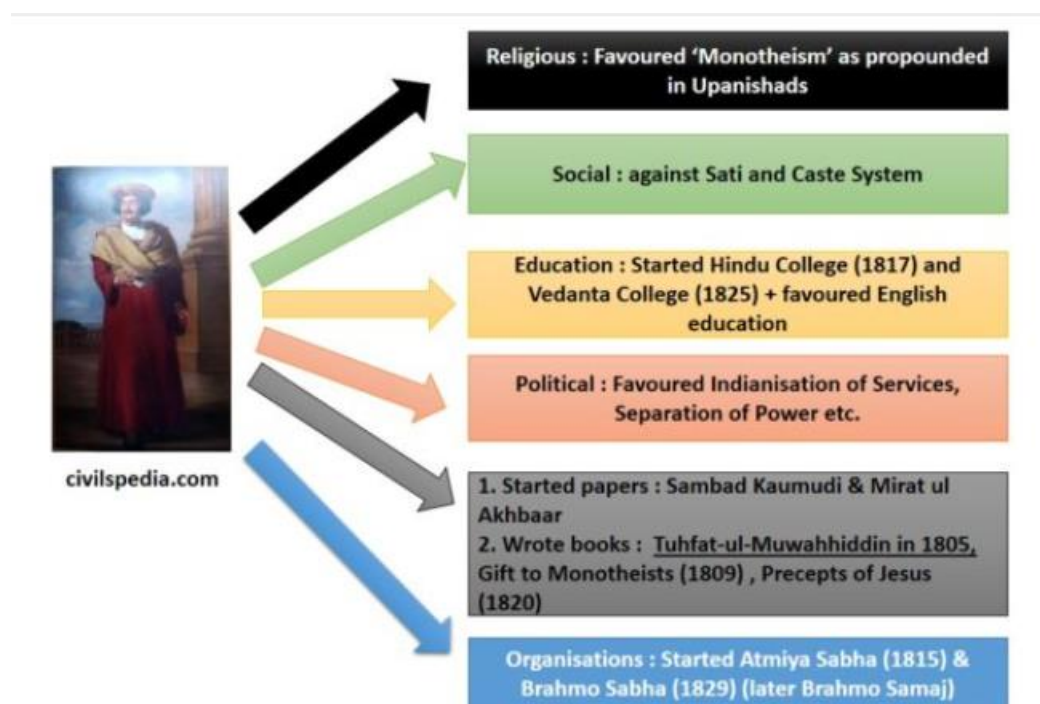 Religious : Favoured ‘Monotheism’ as propounded
in Upanishads
Social : against Sati and Caste System
Education : Started Hindu College (1817) and
Vedanta College (1825) + favoured English
education
Political : Favoured Indianisation of Services,
Separation of Power etc.
civilspedia.com
1. Started papers : Sambad Kaumudi & Mirat ul
Akhbaar
2. Wrote books : Tuhfat-ul-Muwahhiddin in 1805,
Gift to Monotheists (1809) , Precepts of Jesus
(1820)
Organisations : Started Atmiya Sabha (1815) &
Brahmo Sabha (1829) (later Brahmo Samaj)